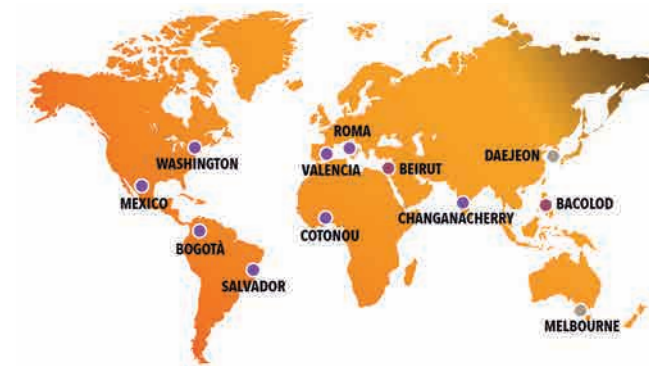 ROMA
WASHINGTON
VALENCIA
BEIRUT
DAEJEON
MEXICO
CHANGANACHERRY
BACOLOD
COTONOU
BOGOTÀ
SALVADOR
MELBOURNE